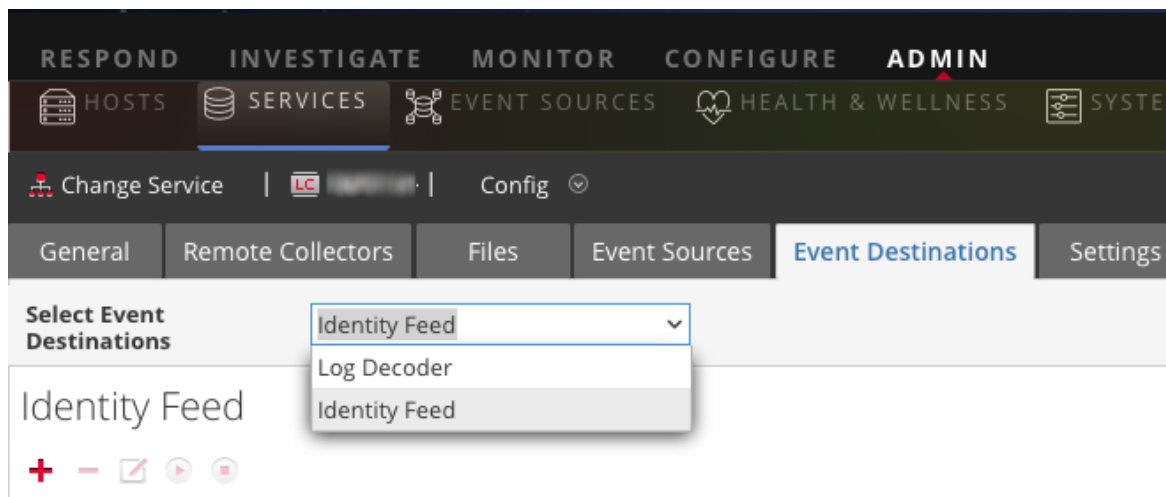 RESPOND INVESTIGATE MONITOR CONFIGURE ADMIN
HOSTS SERVICES EVENT SOURCES HEALTH & WELLNESS SYSTE
Change Service | LC | Config
General Remote Collectors Files Event Sources Event Destinations Settings
Select Event
Destinations
Identity Feed
Log Decoder
Identity Feed
Identity Feed